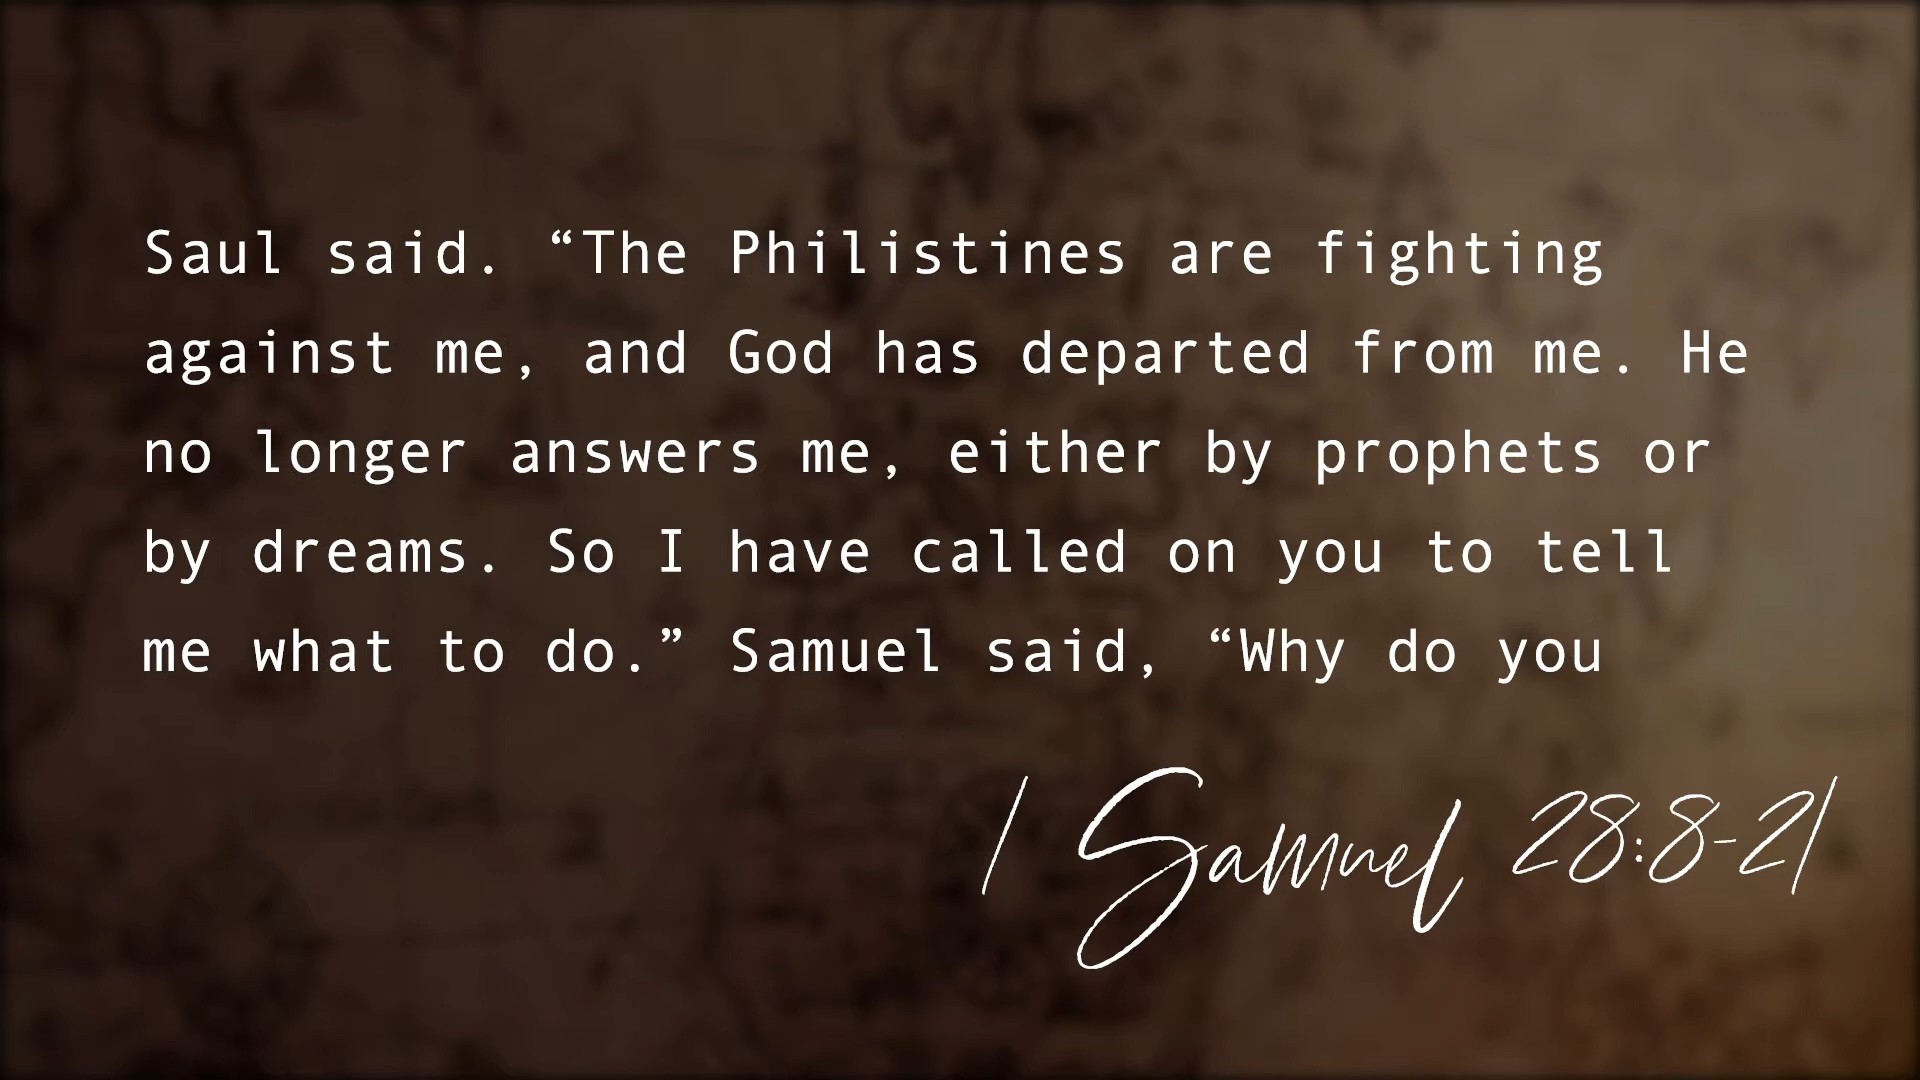 Saul said. “The Philistines are fighting
against me, and God has departed from me. He
no longer answers me, either by prophets or
by dreams. So I have called on you to tell
me what to do.” Samuel said, “Why do you
1 Samuel 28:8-21